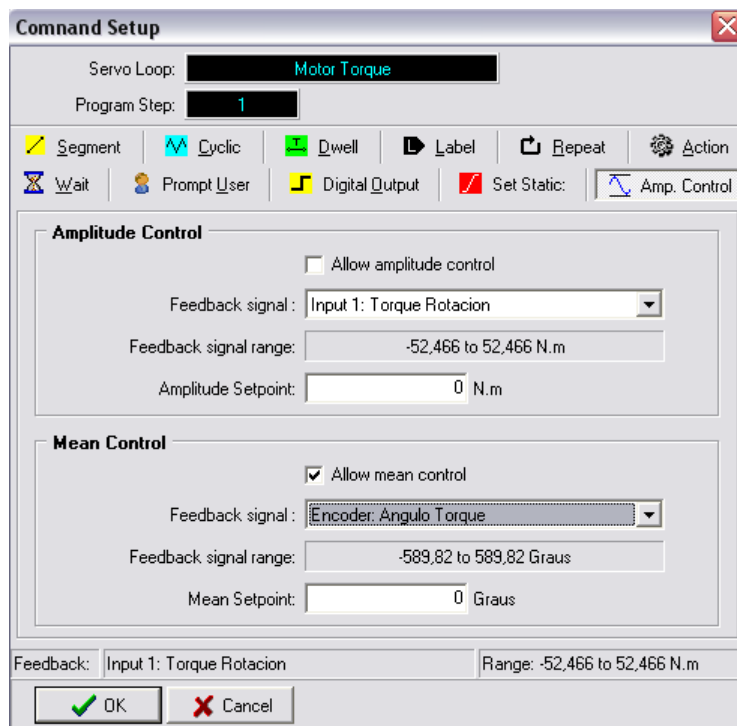 Comnand Setup
Servo Loop: Motor Torque
Program Step: 1
Segment Cyclic Dwell Label Repeat Action
Wait Prompt User Digital Output Set Static: Amp. Control
Amplitude Control
Allow amplitude control
Feedback signal : Input 1: Torque Rotacion
Feedback signal range: -52,466 to 52,466 N.m
Amplitude Setpoint: 0 N.m
Mean Control
Allow mean control
Feedback signal : Encoder: Angulo Torque
Feedback signal range: -589,82 to 589,82 Graus
Mean Setpoint: 0 Graus
Feedback: Input 1: Torque Rotacion Range: -52,466 to 52,466 N.m
OK Cancel